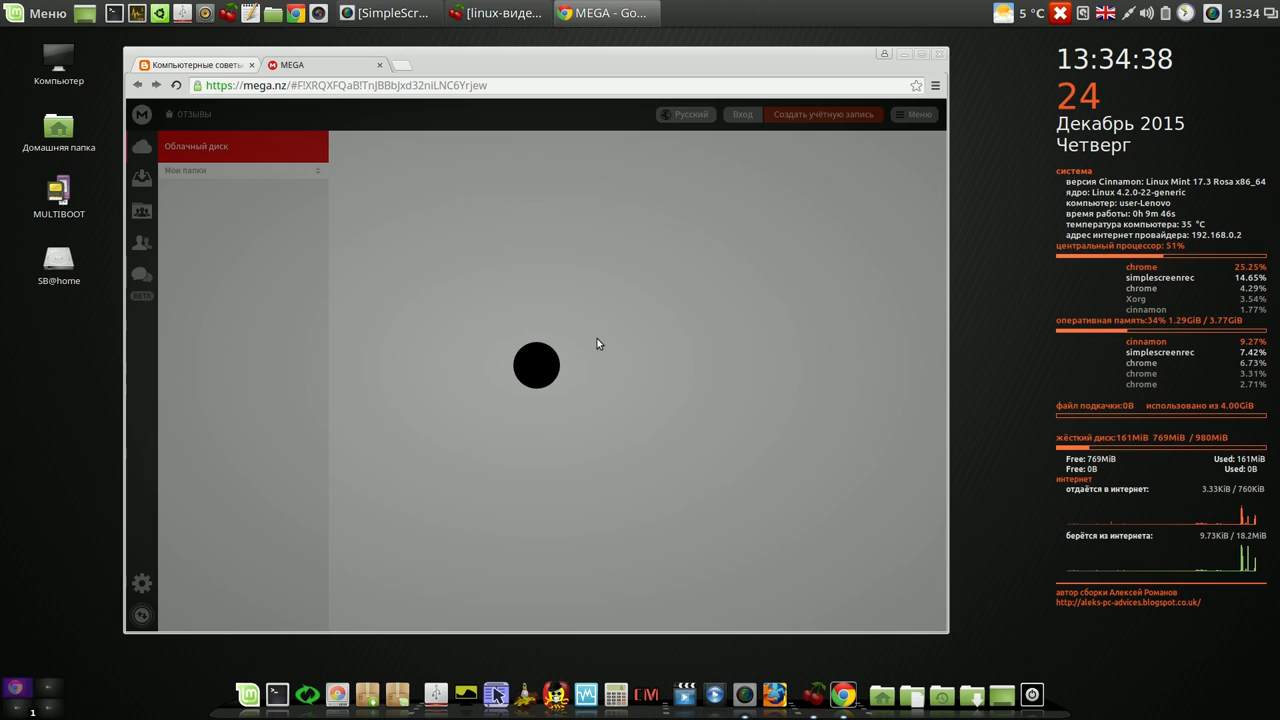 Меню
[SimpleScr...
[linux-виде...
MEGA - Go...
5 °C
13:34
Компьютер
Домашняя папка
MULTIBOOT
SB@home
Компьютерные советы
MEGA
https://mega.nz/#F!XRQXFQaB!TnJBBbJxd32niLNC6Yrjew
ОТЗЫВЫ
Русский
Вход
Создать учётную запись
Меню
Облачный диск
Мои папки
BETA
13:34:38
24
Декабрь 2015
Четверг
система
версия Cinnamon: Linux Mint 17.3 Rosa x86_64
ядро: Linux 4.2.0-22-generic
компьютер: user-Lenovo
время работы: 0h 9m 46s
температура компьютера: 35 °C
адрес интернет провайдера: 192.168.0.2
центральный процессор: 51%
chrome 25.25%
simplescreenrec 14.65%
chrome 4.29%
Xorg 3.54%
cinnamon 1.77%
оперативная память:34% 1.29GiB / 3.77GiB
cinnamon 9.27%
simplescreenrec 7.42%
chrome 6.73%
chrome 3.31%
chrome 2.71%
файл подкачки:0B использовано из 4.00GiB
жёсткий диск:161MiB 769MiB / 980MiB
Free: 769MiB Used: 161MiB
Free: 0B Used: 0B
интернет
отдаётся в интернет: 3.33KiB / 760KiB
берётся из интернета: 9.73KiB / 18.2MiB
автор сборки Алексей Романов
http://aleks-pc-advices.blogspot.co.uk/
1